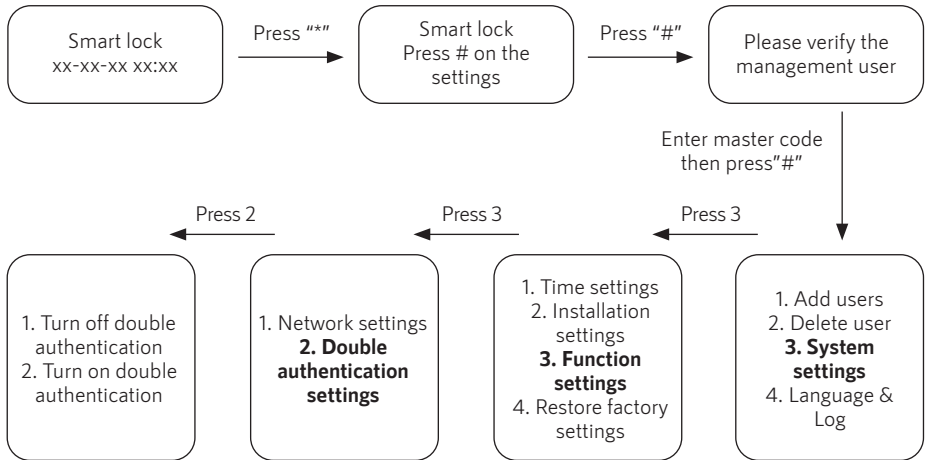 Smart lock
xx-xx-xx xx:xx
Press “*”
Smart lock
Press # on the
settings
Press “#”
Please verify the
management user
Enter master code
then press”#”
1. Add users
2. Delete user
3. System
settings
4. Language &
Log
Press 3
1. Time settings
2. Installation
settings
3. Function
settings
4. Restore factory
settings
Press 3
1. Network settings
2. Double
authentication
settings
Press 2
1. Turn off double
authentication
2. Turn on double
authentication